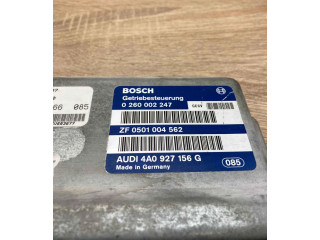 BOSCH
Getriebesteuerung
0 260 002 247
ZF 0501 004 562
AUDI 4A0 927 156 G
Made in Germany
085
66 085